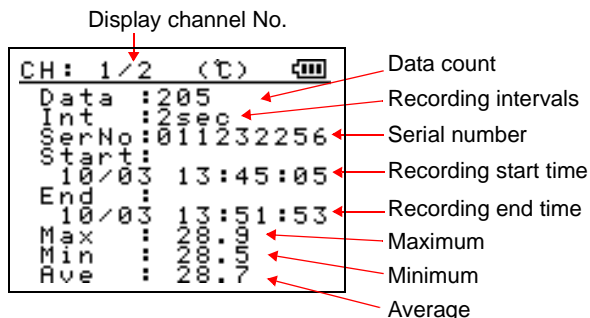 Display channel No.
CH: 1/2 (℃)
Data :205
Int :2sec
SerNo:011232256
Start:
10/03 13:45:05
End :
10/03 13:51:53
Max : 28.9
Min : 28.5
Ave : 28.7
Data count
Recording intervals
Serial number
Recording start time
Recording end time
Maximum
Minimum
Average